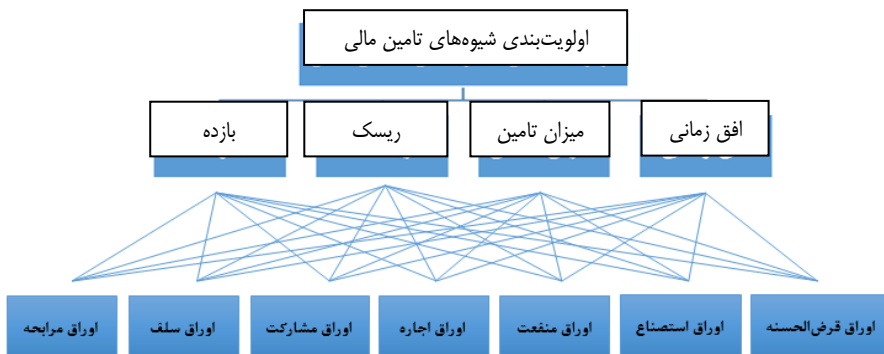 اولویت‌بندی شیوه‌های تامین مالی
افق زمانی
میزان تامین
ریسک
بازده
اوراق قرض‌الحسنه
اوراق استصناع
اوراق منفعت
اوراق اجاره
اوراق مشارکت
اوراق سلف
اوراق مرابحه